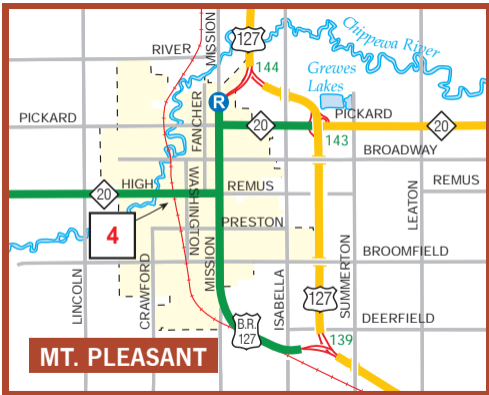 MISSION
127
Chippewa River
RIVER
144
Grewes
Lakes
R
PICKARD
FANCHER
20
PICKARD
20
143
BROADWAY
20
HIGH
WASHINGTON
REMUS
LEATON
REMUS
4
PRESTON
MISSION
BROOMFIELD
LINCOLN
CRAWFORD
ISABELLA
SUMMERTON
127
B.R.
127
DEERFIELD
139
MT. PLEASANT